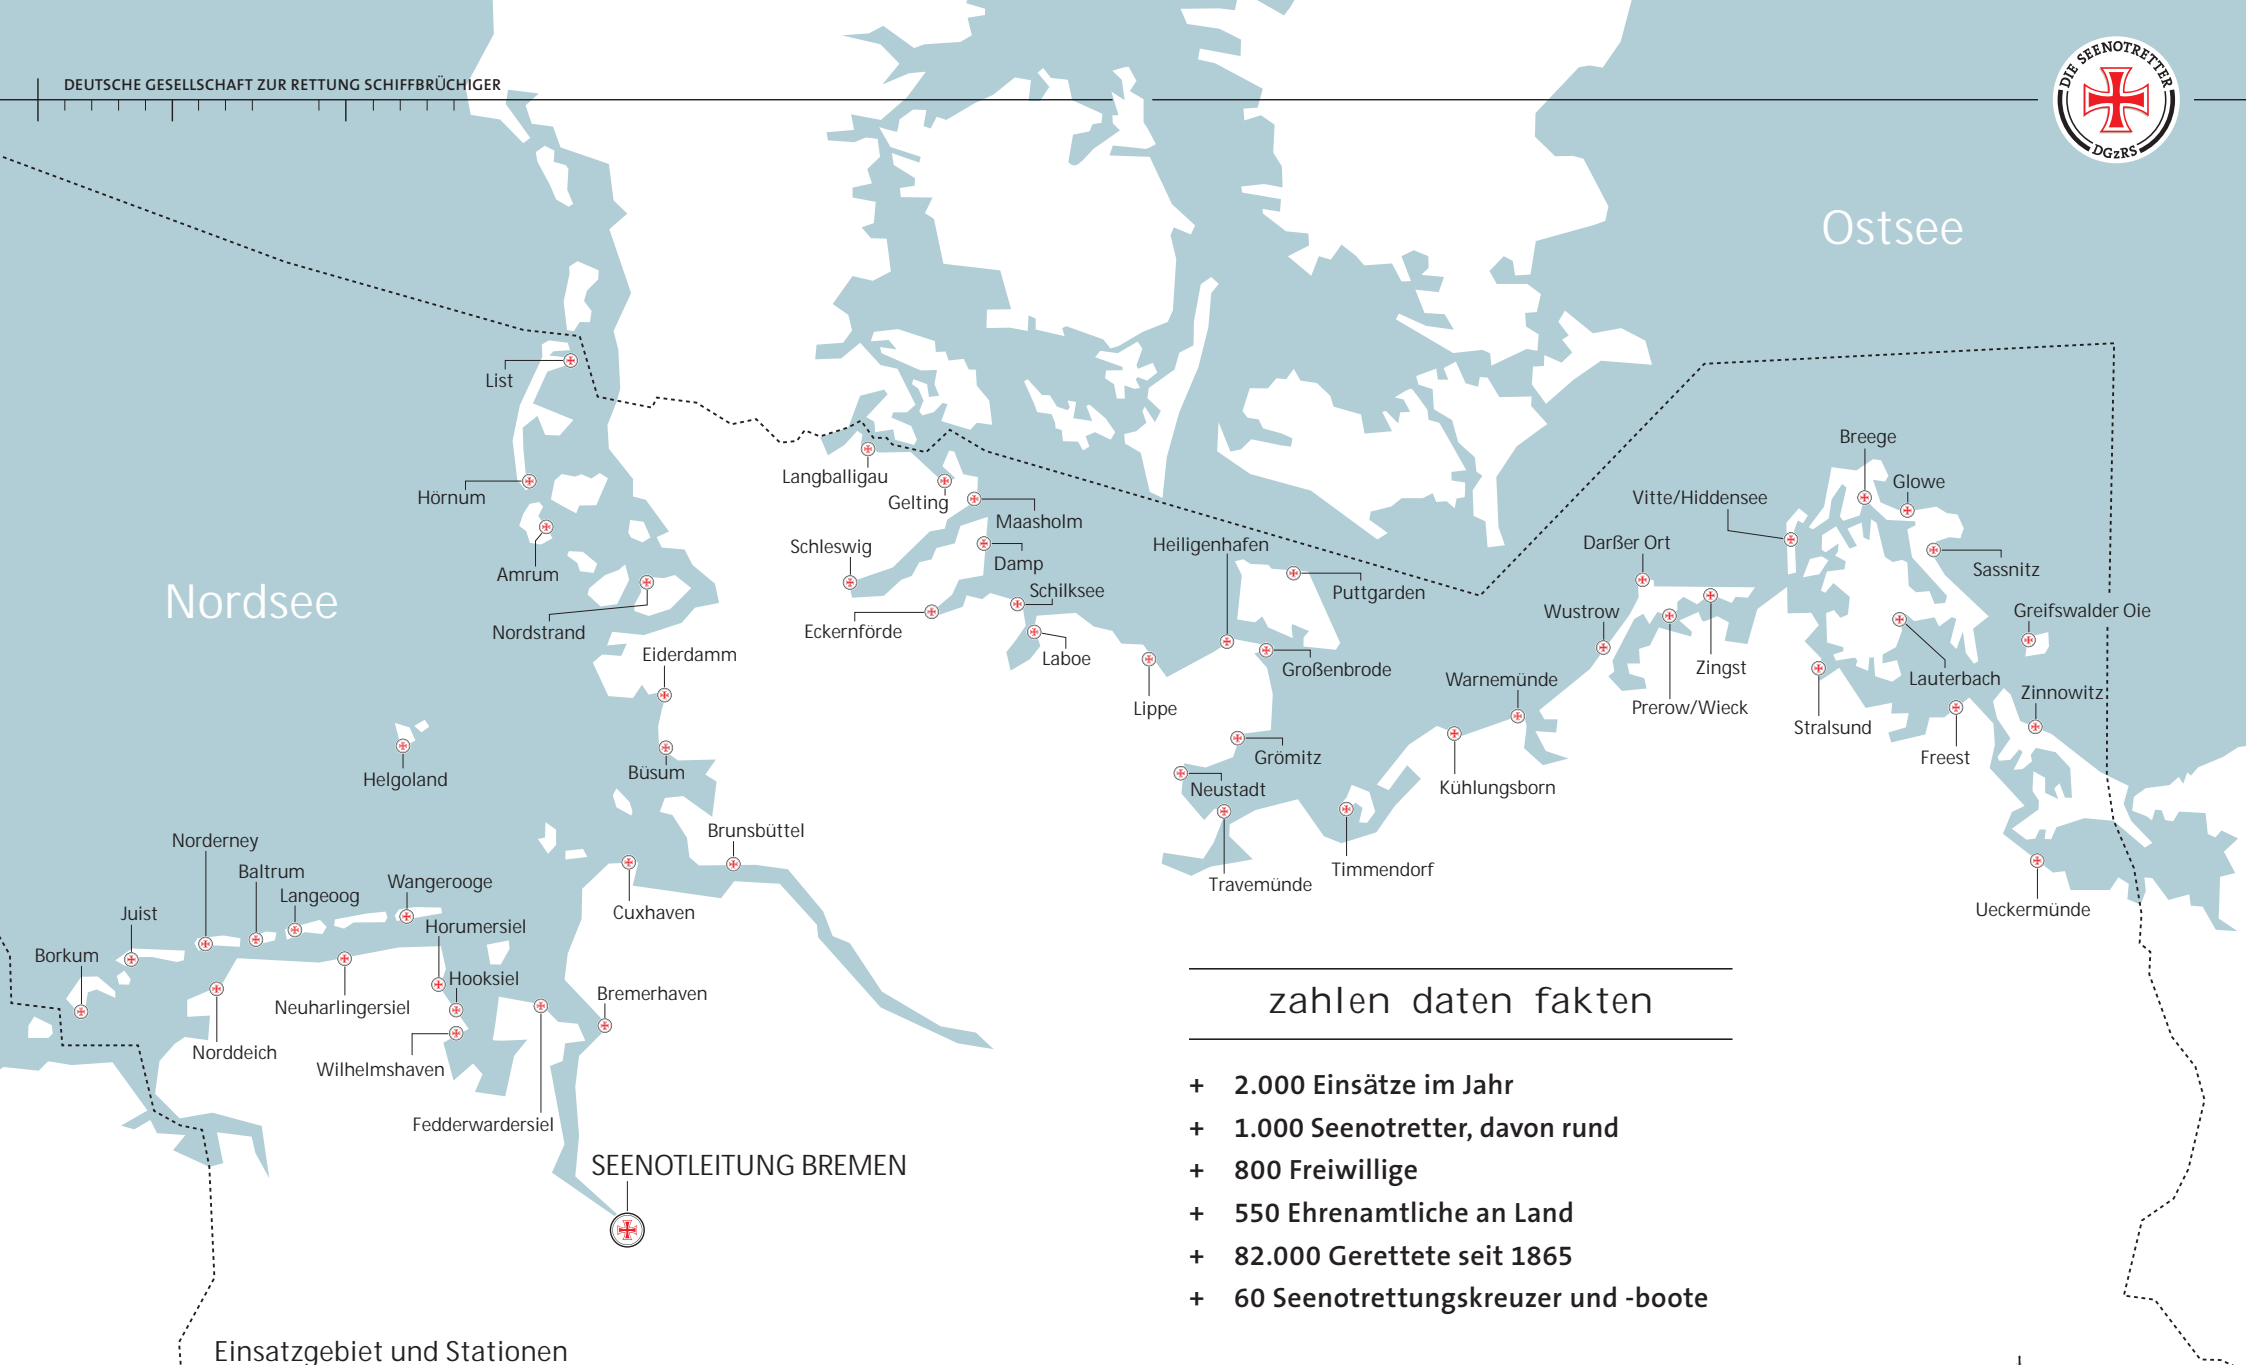 DEUTSCHE GESELLSCHAFT ZUR RETTUNG SCHIFFBRÜCHIGER
DIE SEENOTRETTER
DGzRS
Ostsee
Nordsee
List
Hörnum
Amrum
Nordstrand
Eiderdamm
Helgoland
Büsum
Brunsbüttel
Cuxhaven
Norderney
Baltrum
Langeoog
Wangerooge
Juist
Horumersiel
Borkum
Hooksiel
Neuharlingersiel
Bremerhaven
Norddeich
Wilhelmshaven
Fedderwardersiel
SEENOTLEITUNG BREMEN
Langballigau
Gelting
Maasholm
Schleswig
Damp
Schilksee
Eckernförde
Laboe
Heiligenhafen
Puttgarden
Großenbrode
Lippe
Grömitz
Neustadt
Travemünde
Timmendorf
Kühlungsborn
Warnemünde
Wustrow
Darßer Ort
Prerow/Wieck
Zingst
Vitte/Hiddensee
Breege
Glowe
Sassnitz
Greifswalder Oie
Lauterbach
Stralsund
Zinnowitz
Freest
Ueckermünde
zahlen daten fakten
+ 2.000 Einsätze im Jahr
+ 1.000 Seenotretter, davon rund
+ 800 Freiwillige
+ 550 Ehrenamtliche an Land
+ 82.000 Gerettete seit 1865
+ 60 Seenotrettungskreuzer und -boote
Einsatzgebiet und Stationen